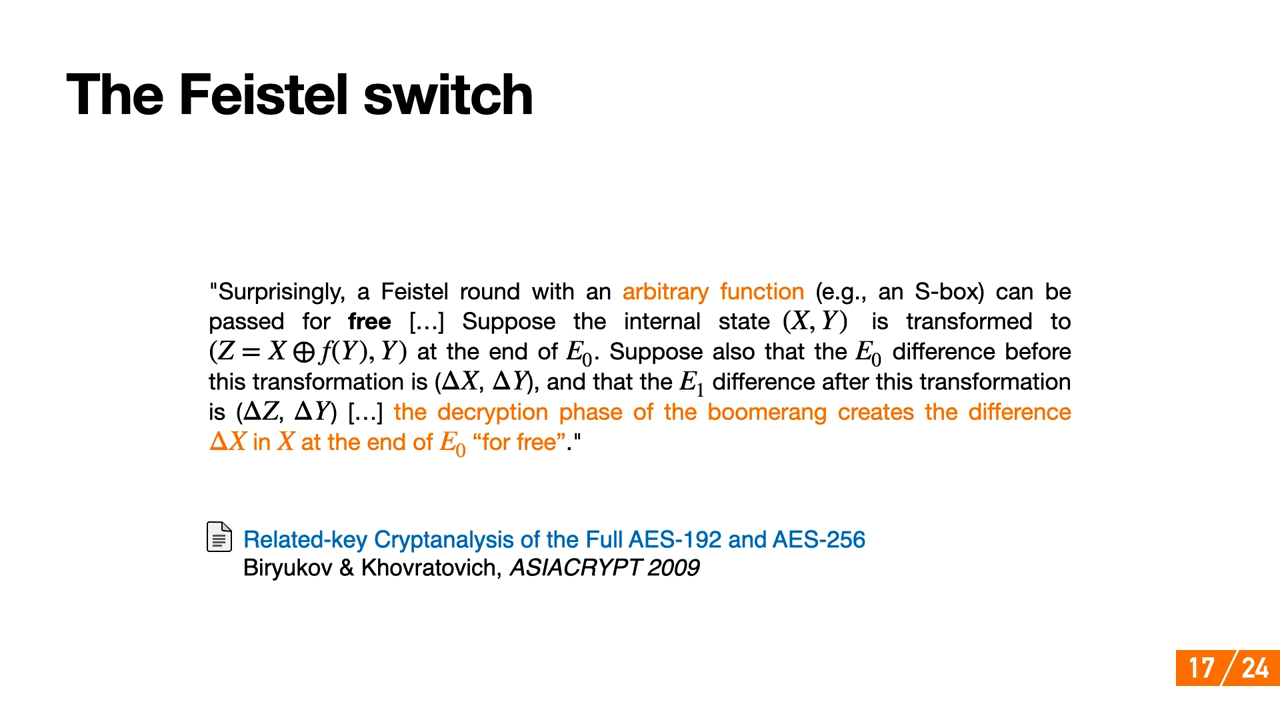 The Feistel switch
"Surprisingly, a Feistel round with an arbitrary function (e.g., an S-box) can be
passed for free […] Suppose the internal state (X, Y) is transformed to
(Z = X ⊕ f(Y), Y) at the end of E₀. Suppose also that the E₀ difference before
this transformation is (ΔX, ΔY), and that the E₁ difference after this transformation
is (ΔZ, ΔY) […] the decryption phase of the boomerang creates the difference
ΔX in X at the end of E₀ “for free”."
Related-key Cryptanalysis of the Full AES-192 and AES-256
Biryukov & Khovratovich, ASIACRYPT 2009
17 / 24